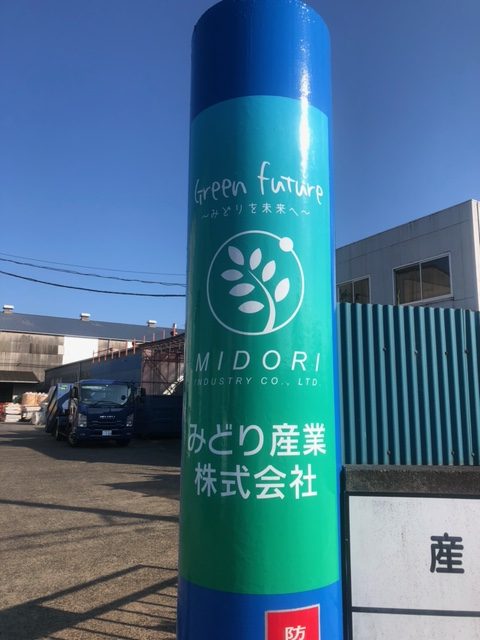 Green future
～みどりを未来へ～
MIDORI
INDUSTRY CO., LTD
みどり産業
株式会社
防
産